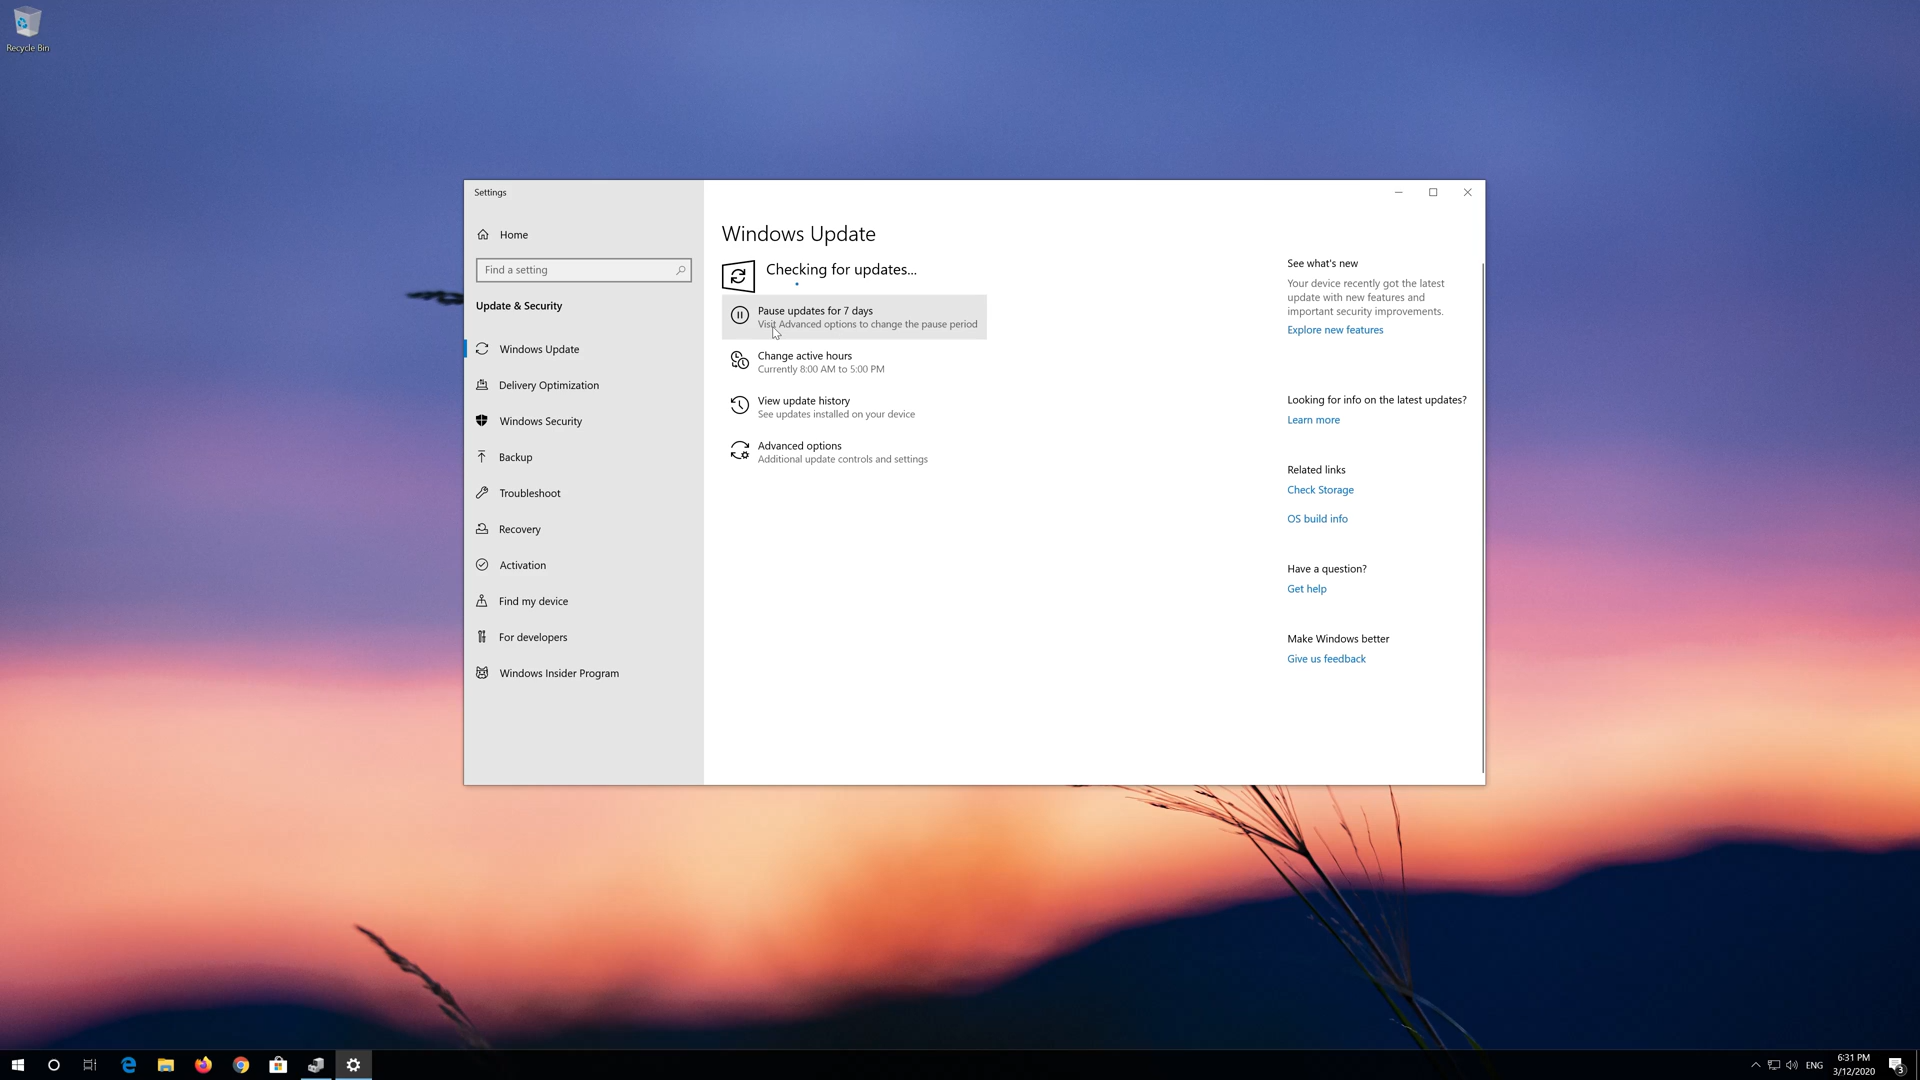 Recycle Bin
Settings
Home
Find a setting
Update & Security
Windows Update
Delivery Optimization
Windows Security
Backup
Troubleshoot
Recovery
Activation
Find my device
For developers
Windows Insider Program
Windows Update
Checking for updates...
Pause updates for 7 days
Visit Advanced options to change the pause period
Change active hours
Currently 8:00 AM to 5:00 PM
View update history
See updates installed on your device
Advanced options
Additional update controls and settings
See what's new
Your device recently got the latest
update with new features and
important security improvements.
Explore new features
Looking for info on the latest updates?
Learn more
Related links
Check Storage
OS build info
Have a question?
Get help
Make Windows better
Give us feedback
ENG
6:31 PM
3/12/2020
3